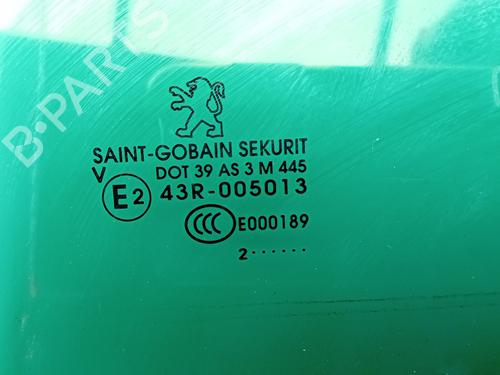 B-PARTS
SAINT-GOBAIN SEKURIT
V DOT 39 AS 3 M 445
E2 43R-005013
CCC E000189
2······